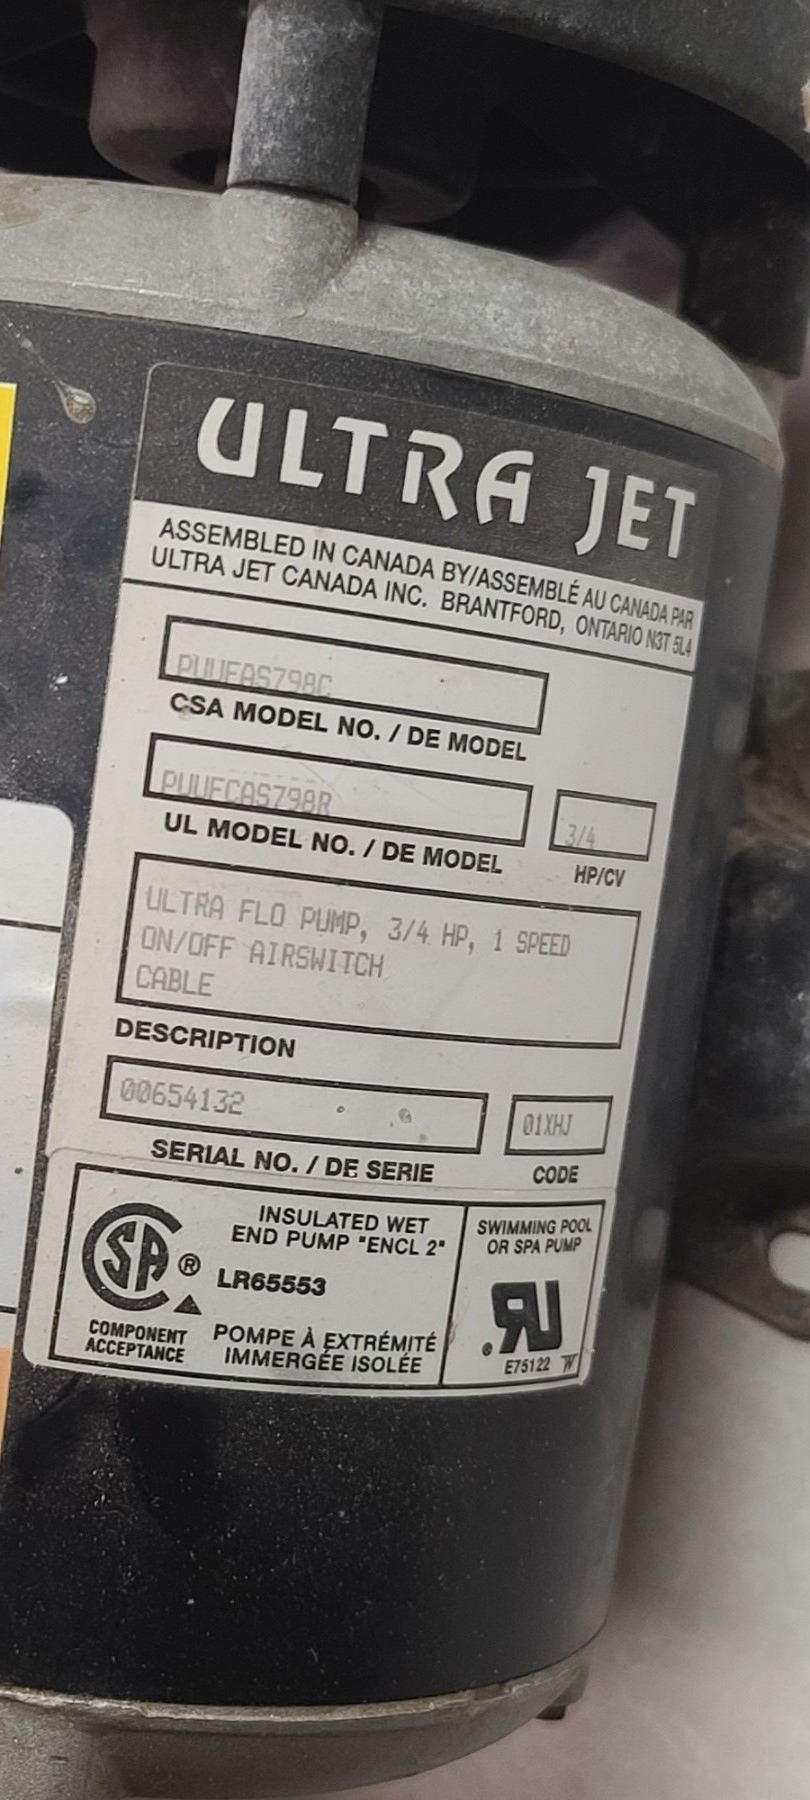 ULTRA JET
ASSEMBLED IN CANADA BY/ASSEMBLÉ AU CANADA PAR
ULTRA JET CANADA INC. BRANTFORD, ONTARIO N3T 5L4
PUUFAS798C
CSA MODEL NO. / DE MODEL
PUUFCAS798R
UL MODEL NO. / DE MODEL
3/4
HP/CV
ULTRA FLO PUMP, 3/4 HP, 1 SPEED
ON/OFF AIRSWITCH
CABLE
DESCRIPTION
00654132
SERIAL NO. / DE SERIE
01XHJ
CODE
SA ®
COMPONENT
ACCEPTANCE
INSULATED WET
END PUMP "ENCL 2"
LR65553
POMPE À EXTRÉMITÉ
IMMERGÉE ISOLÉE
SWIMMING POOL
OR SPA PUMP
RU ®
E75122 W